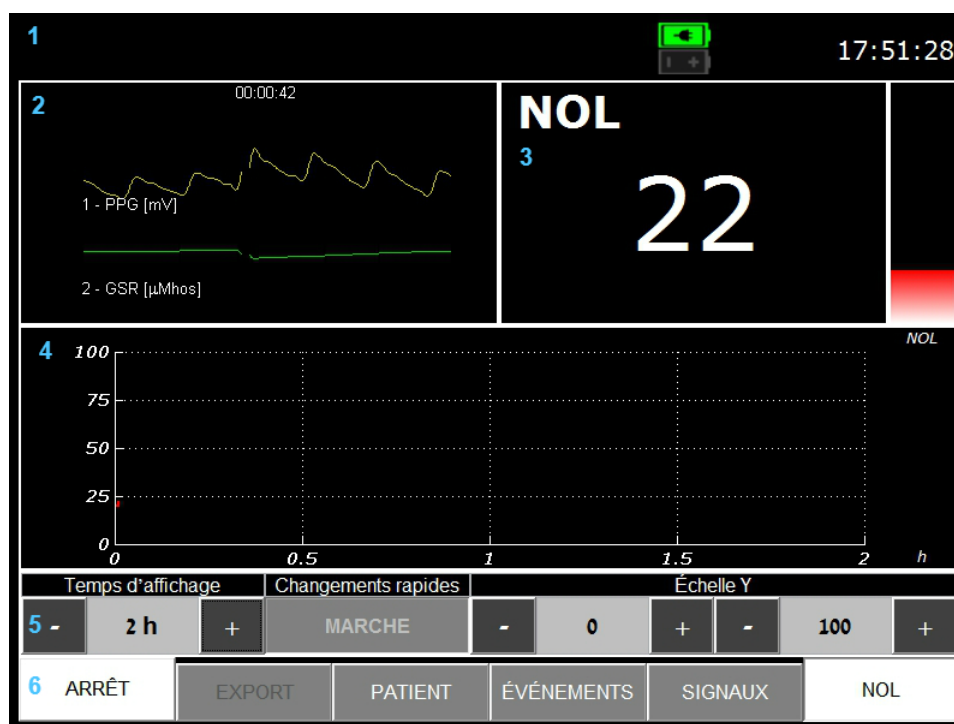 1
17:51:28
2
00:00:42
1 - PPG [mV]
2 - GSR [µMhos]
NOL
3
22
4
NOL
100
75
50
25
0
0 0.5 1 1.5 2 h
Temps d'affichage Changements rapides Échelle Y
5 - 2 h + MARCHE - 0 + - 100 +
6 ARRÊT EXPORT PATIENT ÉVÉNEMENTS SIGNAUX NOL